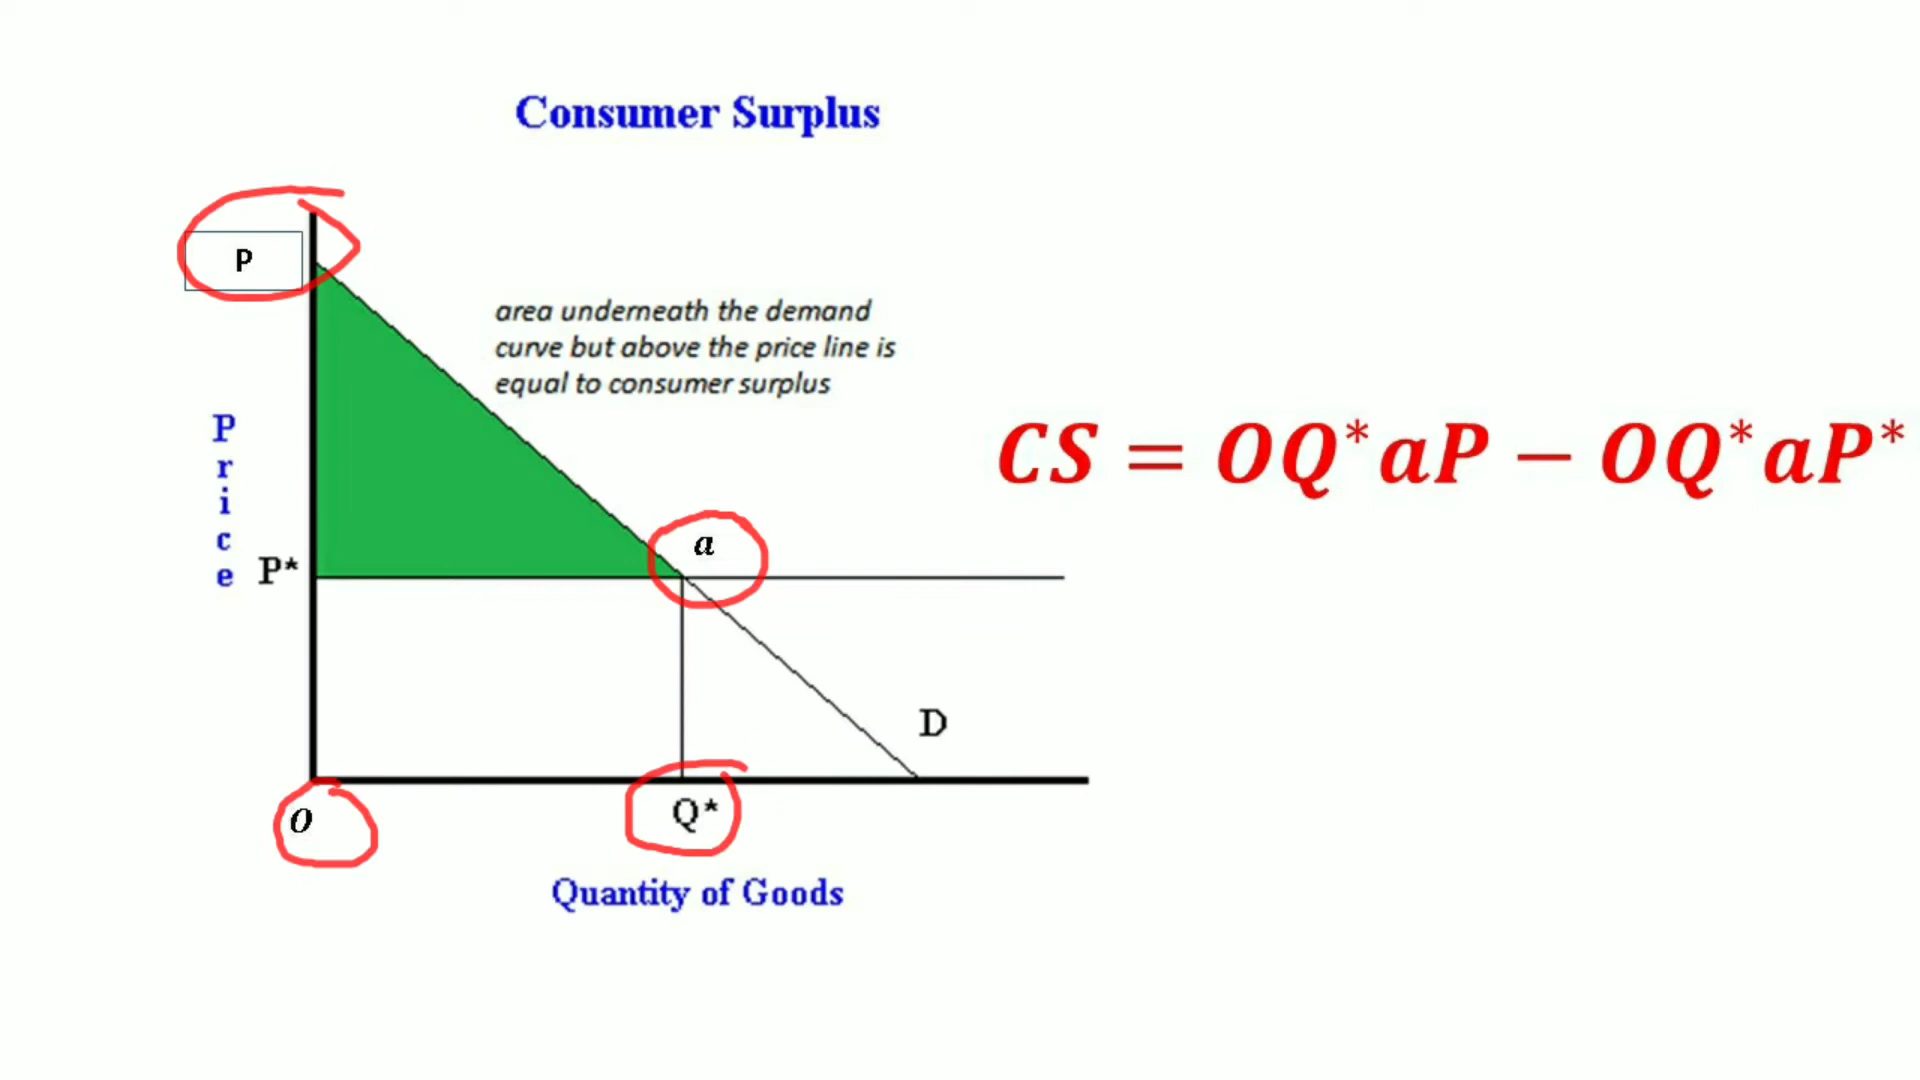 Consumer Surplus
P
area underneath the demand
curve but above the price line is
equal to consumer surplus
CS = OQ*aP − OQ*aP*
Price
a
P*
D
O
Q*
Quantity of Goods